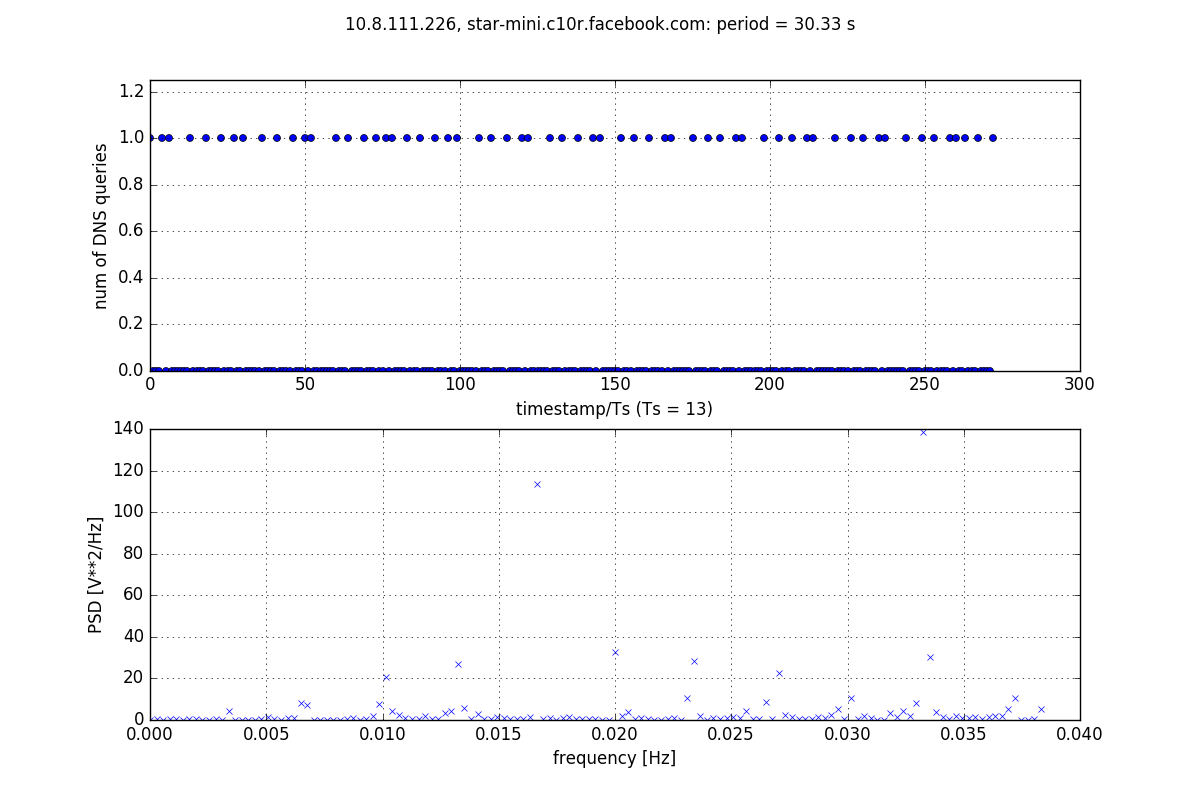 10.8.111.226, star-mini.c10r.facebook.com: period = 30.33 s
1.2
1.0
0.8
0.6
0.4
0.2
0.0
num of DNS queries
0 50 100 150 200 250 300
timestamp/Ts (Ts = 13)
140
120
100
80
60
40
20
0
PSD [V**2/Hz]
0.000 0.005 0.010 0.015 0.020 0.025 0.030 0.035 0.040
frequency [Hz]